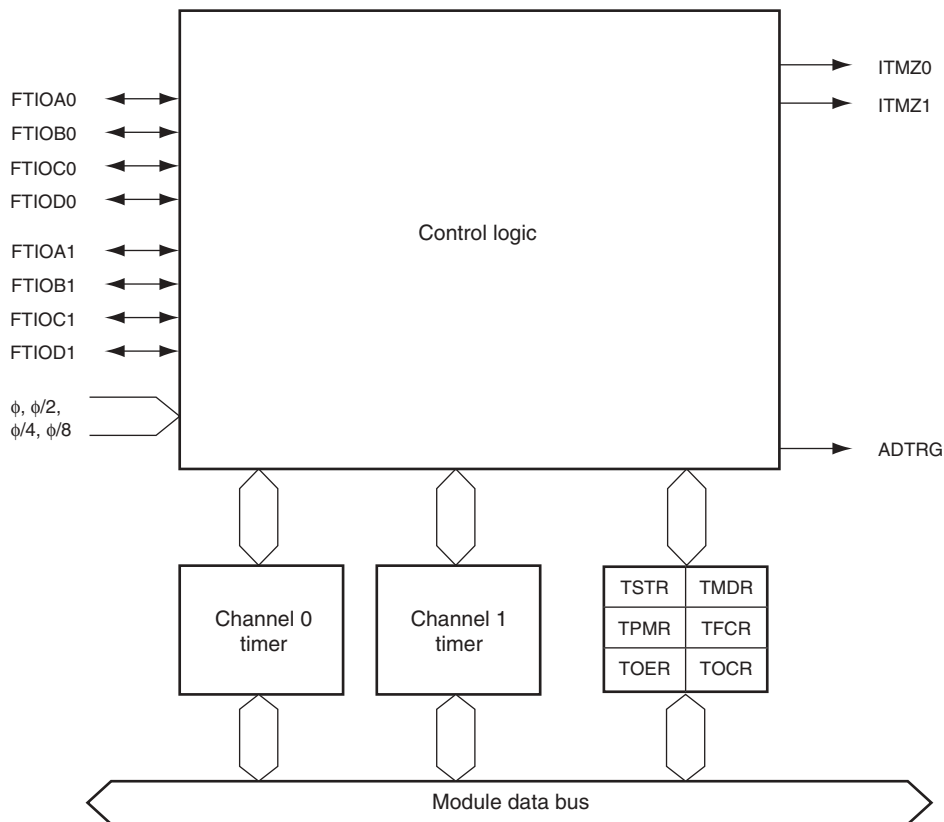 ITMZ0
ITMZ1
FTIOA0
FTIOB0
FTIOC0
FTIOD0
FTIOA1
FTIOB1
FTIOC1
FTIOD1
Control logic
ϕ, ϕ/2,
ϕ/4, ϕ/8
ADTRG
Channel 0
timer
Channel 1
timer
TSTR TMDR
TPMR TFCR
TOER TOCR
Module data bus